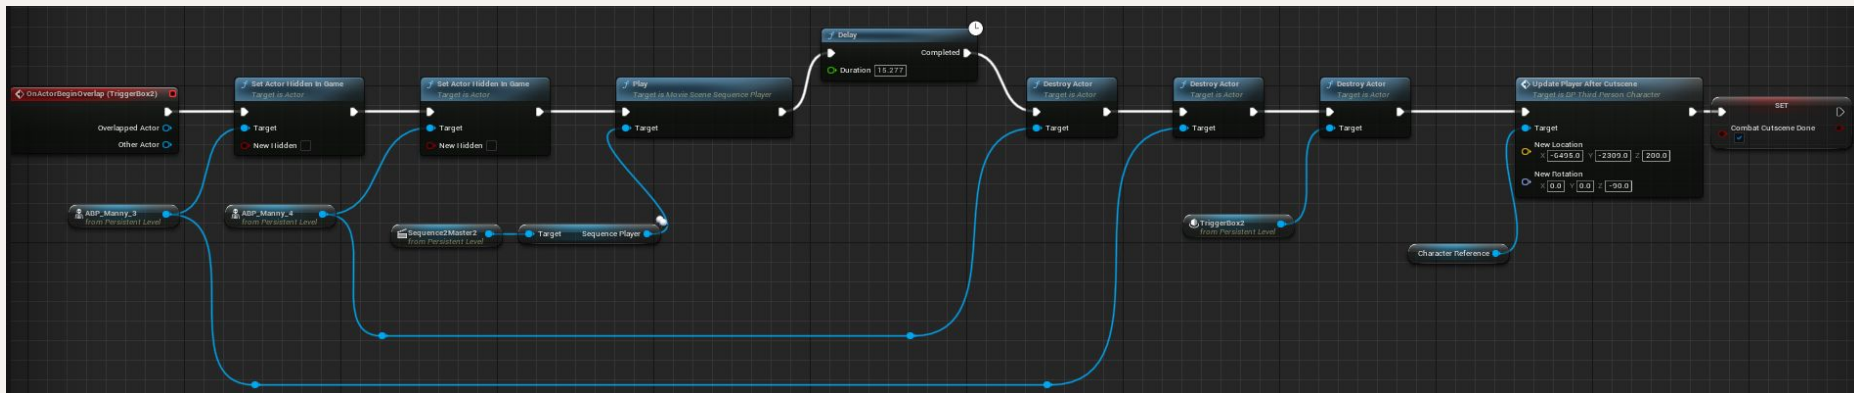 OnActorBeginOverlap (TriggerBox2)
Overlapped Actor
Other Actor
Set Actor Hidden In Game
Target is Actor
Target
New Hidden
Set Actor Hidden In Game
Target is Actor
Target
New Hidden
Play
Target is Movie Scene Sequence Player
Target
Delay
Completed
Duration 15.277
Destroy Actor
Target is Actor
Target
Destroy Actor
Target is Actor
Target
Destroy Actor
Target is Actor
Target
Update Player After Cutscene
Target is BP Third Person Character
Target
New Location
X -6495.0 Y -2309.0 Z 200.0
New Rotation
X 0.0 Y 0.0 Z -90.0
SET
Combat Cutscene Done
ABP_Manny_3
from Persistent Level
ABP_Manny_4
from Persistent Level
Sequence2Master2
from Persistent Level
Target Sequence Player
TriggerBox2
from Persistent Level
Character Reference